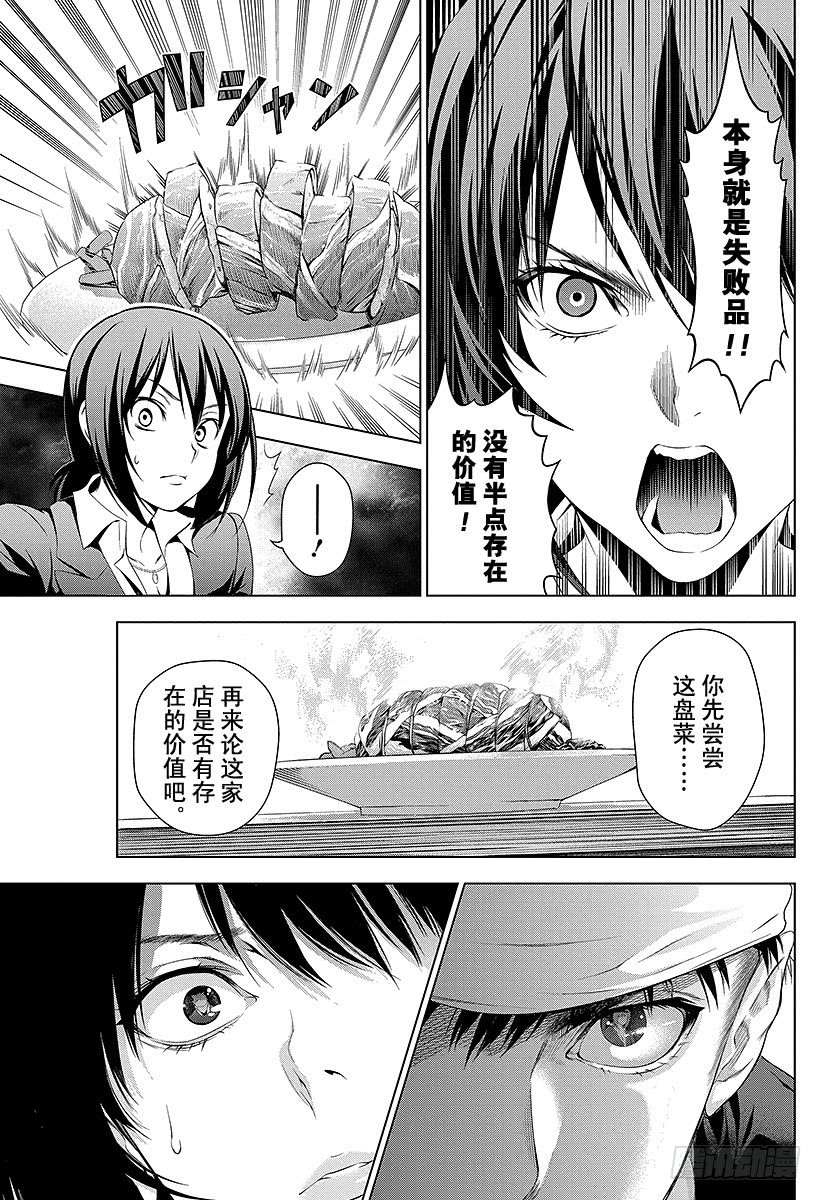 本身就是失败品!!
没有半点存在
的价值!
ガシャン
——!
你先尝尝
这盘菜……
再来论这家
店是否有存
在的价值吧。